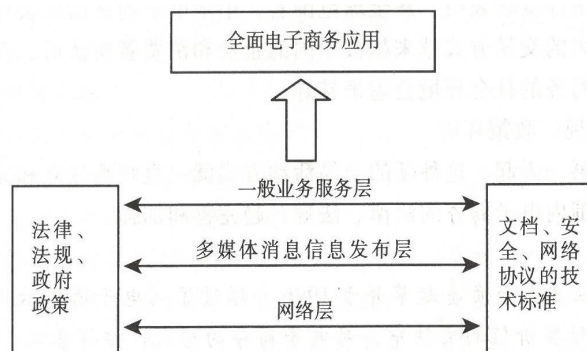 全面电子商务应用
一般业务服务层
法律、
法规、
政府
政策
多媒体消息信息发布层
网络层
文档、安
全、网络
协议的技
术标准